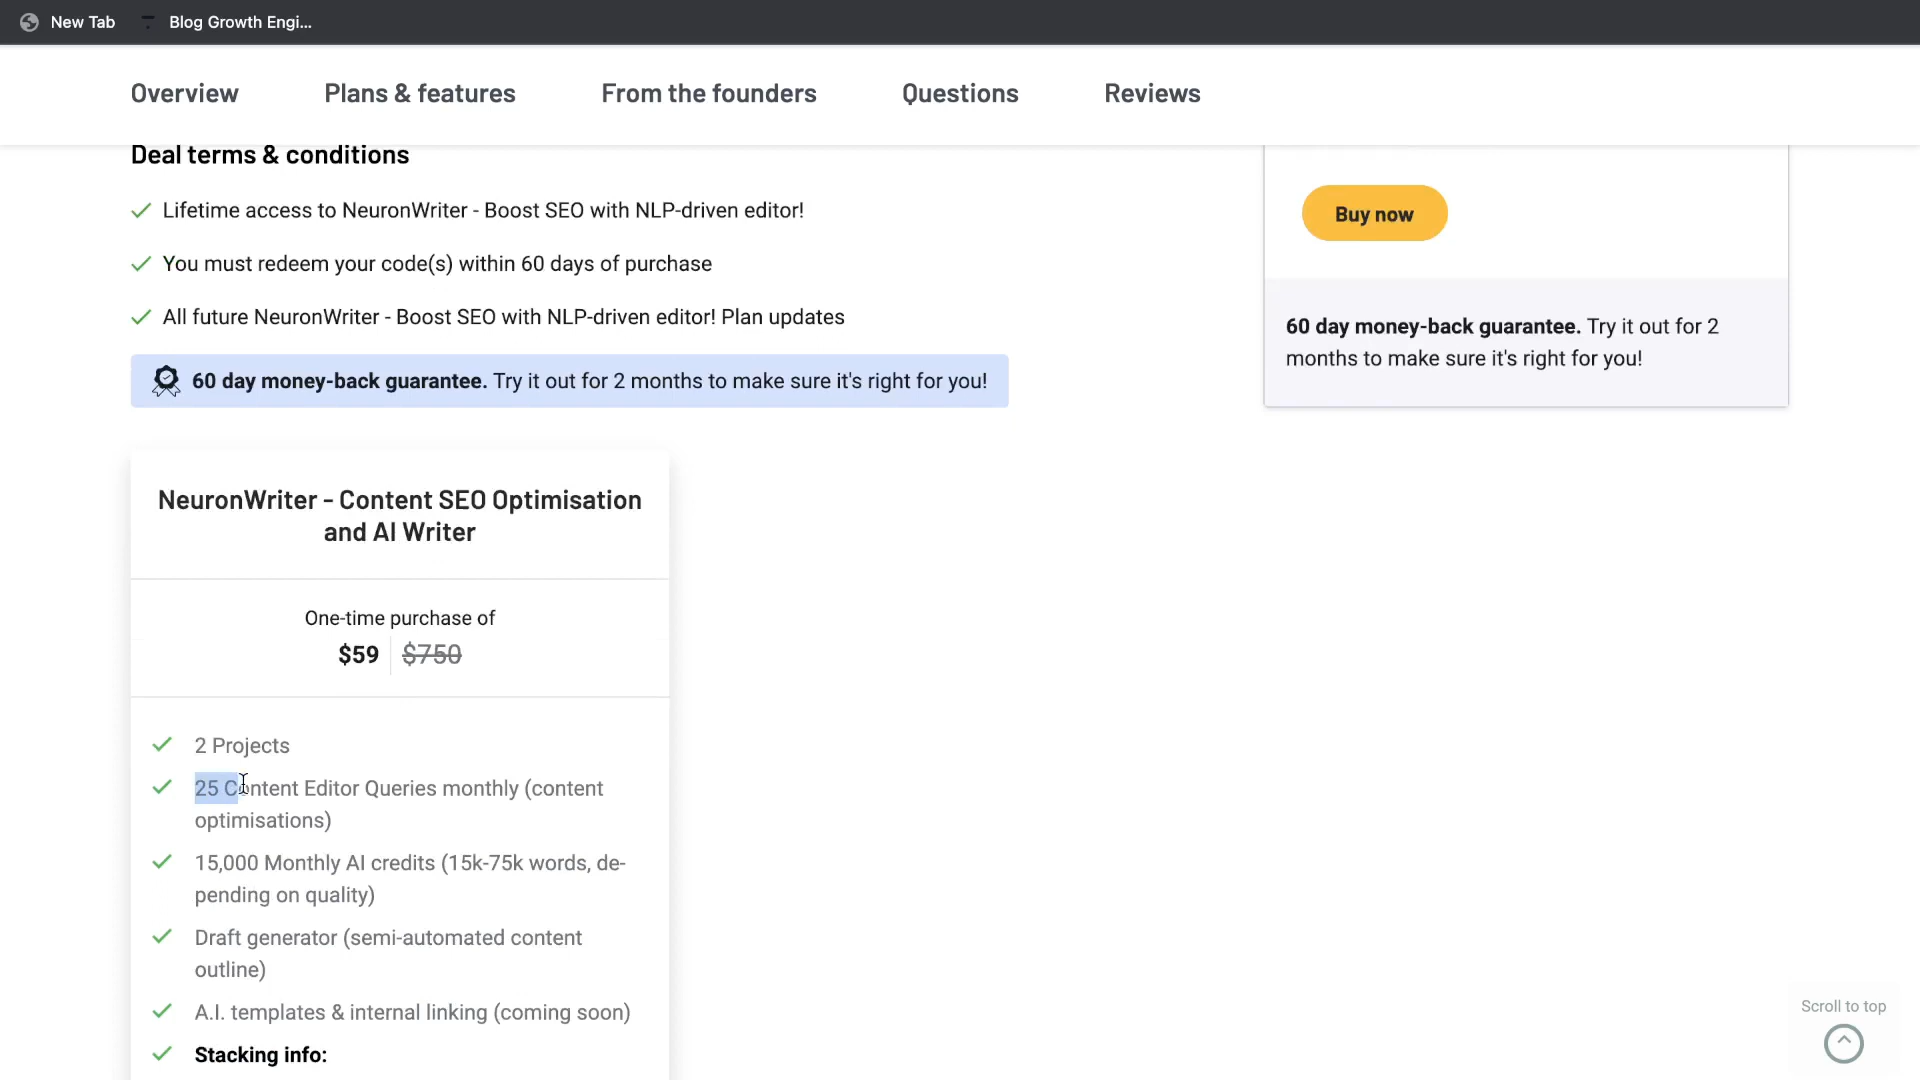 New Tab
Blog Growth Engi...
Overview
Plans & features
From the founders
Questions
Reviews
Deal terms & conditions
Lifetime access to NeuronWriter - Boost SEO with NLP-driven editor!
You must redeem your code(s) within 60 days of purchase
All future NeuronWriter - Boost SEO with NLP-driven editor! Plan updates
60 day money-back guarantee. Try it out for 2 months to make sure it's right for you!
Buy now
60 day money-back guarantee. Try it out for 2
months to make sure it's right for you!
NeuronWriter - Content SEO Optimisation
and AI Writer
One-time purchase of
$59 $750
2 Projects
25 Content Editor Queries monthly (content
optimisations)
15,000 Monthly AI credits (15k-75k words, de-
pending on quality)
Draft generator (semi-automated content
outline)
A.I. templates & internal linking (coming soon)
Stacking info:
Scroll to top